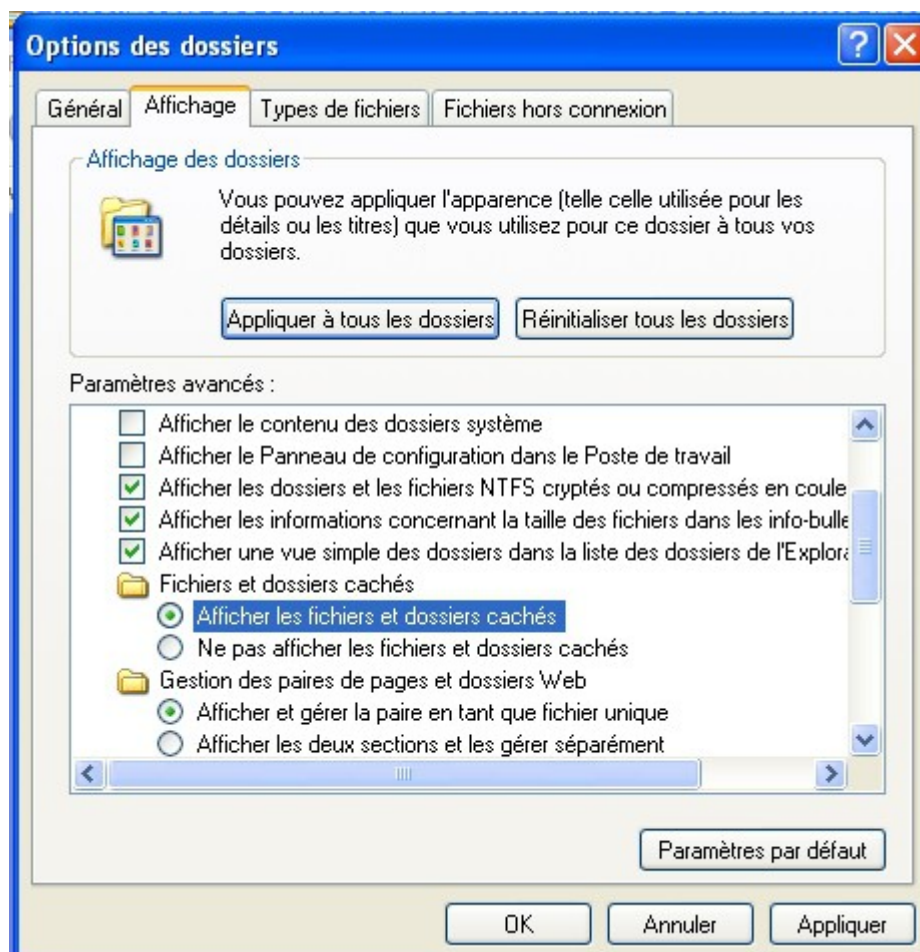 Options des dossiers
Général
Affichage
Types de fichiers
Fichiers hors connexion
Affichage des dossiers
Vous pouvez appliquer l'apparence (telle celle utilisée pour les
détails ou les titres) que vous utilisez pour ce dossier à tous vos
dossiers.
Appliquer à tous les dossiers
Réinitialiser tous les dossiers
Paramètres avancés :
Afficher le contenu des dossiers système
Afficher le Panneau de configuration dans le Poste de travail
Afficher les dossiers et les fichiers NTFS cryptés ou compressés en coule
Afficher les informations concernant la taille des fichiers dans les info-bulle
Afficher une vue simple des dossiers dans la liste des dossiers de l'Explora
Fichiers et dossiers cachés
Afficher les fichiers et dossiers cachés
Ne pas afficher les fichiers et dossiers cachés
Gestion des paires de pages et dossiers Web
Afficher et gérer la paire en tant que fichier unique
Afficher les deux sections et les gérer séparément
Paramètres par défaut
OK
Annuler
Appliquer